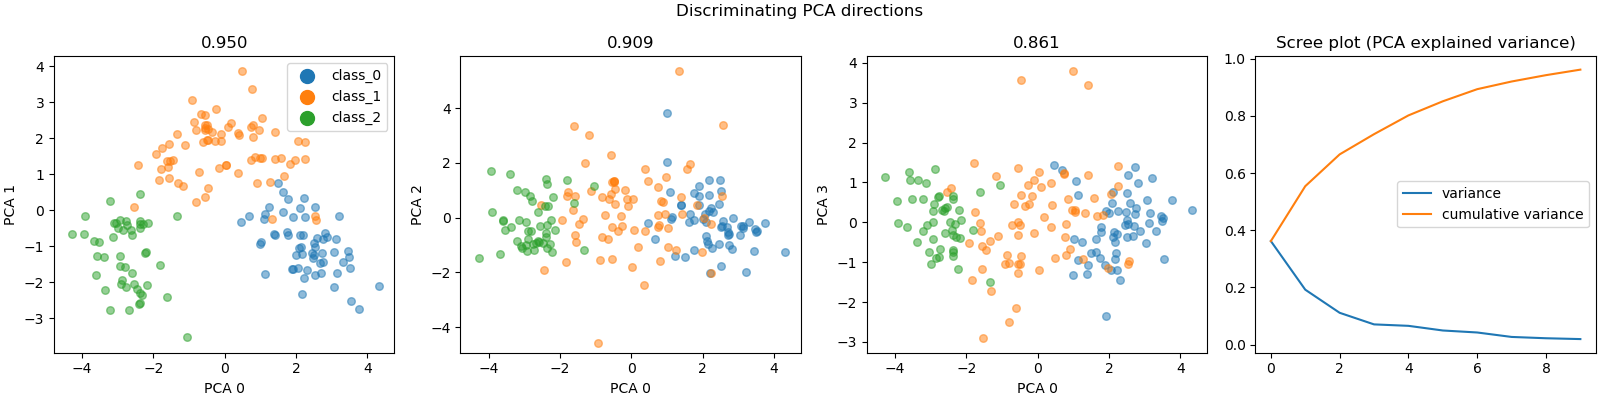 Discriminating PCA directions
0.950
4
3
2
1
0
−1
−2
−3
PCA 1
−4 −2 0 2 4
PCA 0
class_0
class_1
class_2
0.909
4
2
0
−2
−4
PCA 2
−4 −2 0 2 4
PCA 0
0.861
4
3
2
1
0
−1
−2
−3
PCA 3
−4 −2 0 2 4
PCA 0
Scree plot (PCA explained variance)
1.0
0.8
0.6
0.4
0.2
0.0
0 2 4 6 8
variance
cumulative variance